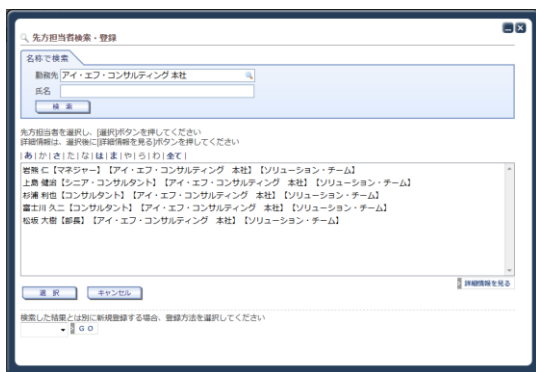 先方担当者検索・登録
名称で検索
勤務先 アイ・エフ・コンサルティング 本社
氏名
検 索
先方担当者を選択し、[選択]ボタンを押してください
詳細情報は、選択後に[詳細情報を見る]ボタンを押してください
|あ|か|さ|た|な|は|ま|や|ら|わ|全て|
岩熊 仁【マネジャー】【アイ・エフ・コンサルティング 本社】【ソリューション・チーム】
上島 健治【シニア・コンサルタント】【アイ・エフ・コンサルティング 本社】【ソリューション・チーム】
杉浦 利也【コンサルタント】【アイ・エフ・コンサルティング 本社】【ソリューション・チーム】
富士川 久二【コンサルタント】【アイ・エフ・コンサルティング 本社】【ソリューション・チーム】
松坂 大樹【部長】【アイ・エフ・コンサルティング 本社】【ソリューション・チーム】
詳細情報を見る
選 択 キャンセル
検索した結果とは別に新規登録する場合、登録方法を選択してください
GO